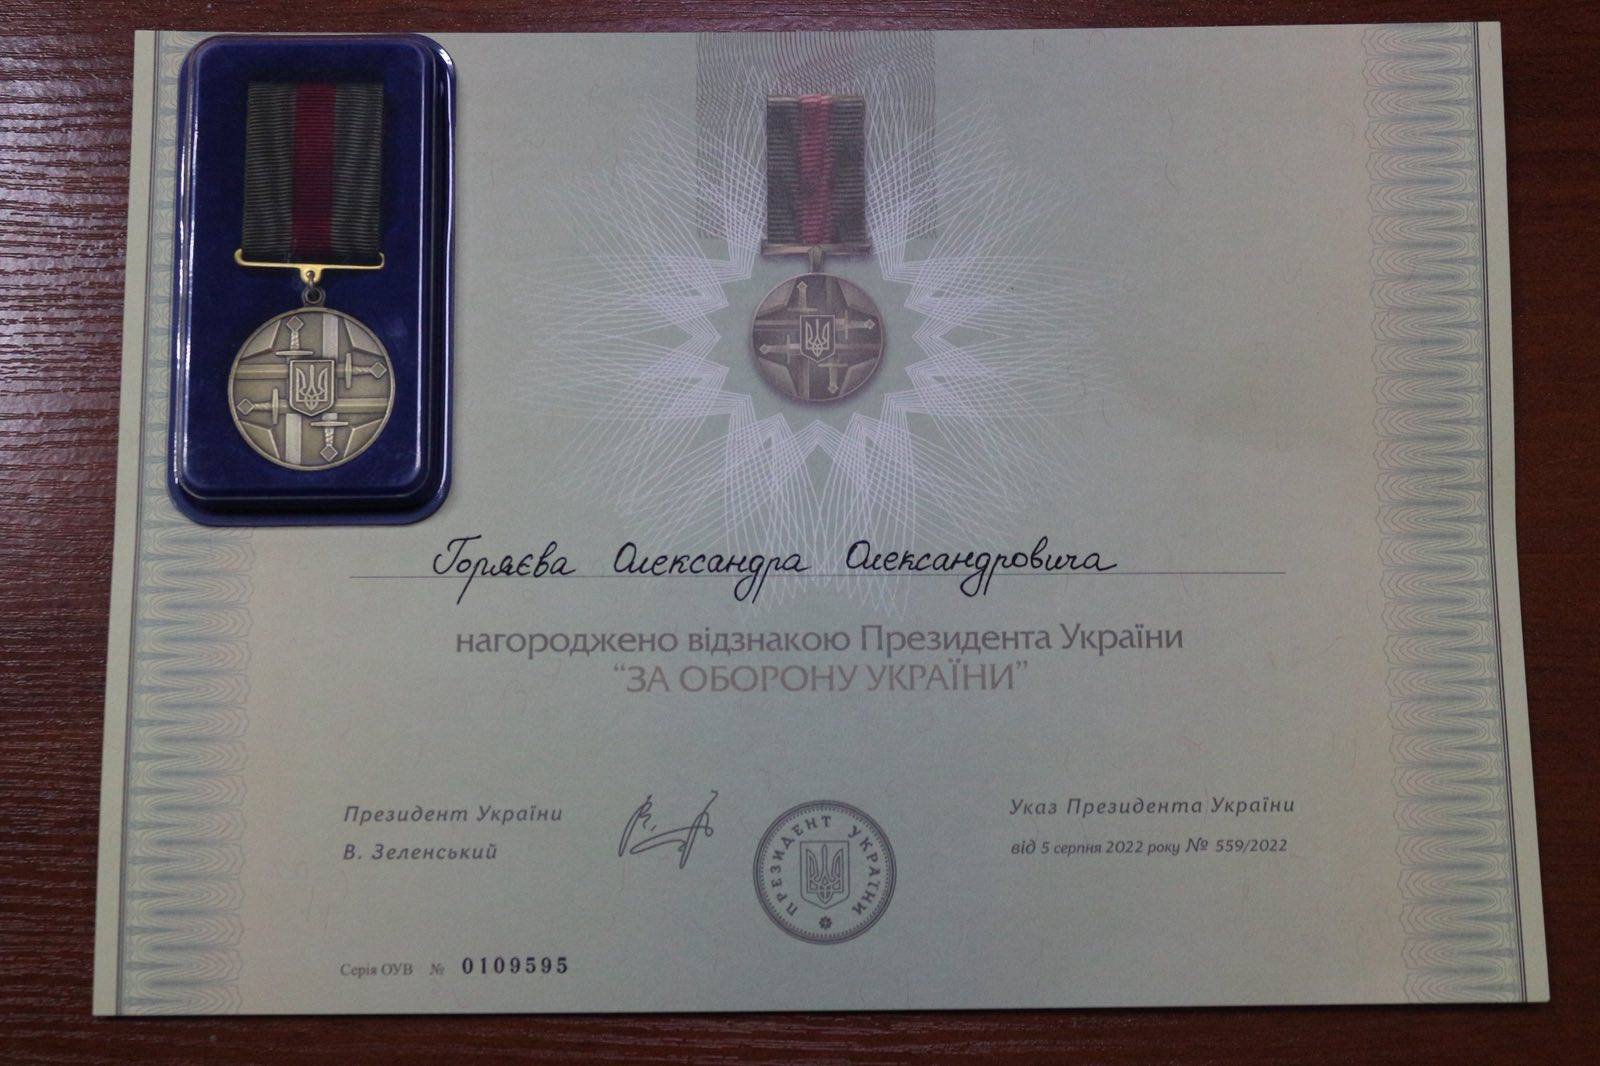 Горяєва Олександра Олександровича
нагороджено відзнакою Президента України
“ЗА ОБОРОНУ УКРАЇНИ”
Президент України
В. Зеленський
ПРЕЗИДЕНТ УКРАЇНИ
Указ Президента України
від 5 серпня 2022 року № 559/2022
Серія ОУВ № 0109595